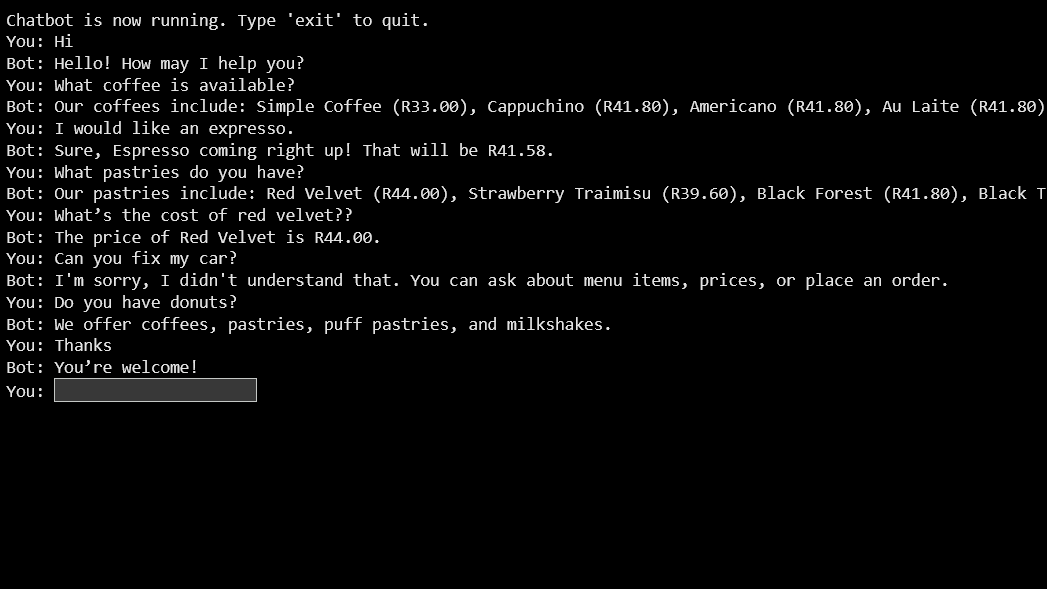 Chatbot is now running. Type 'exit' to quit.
You: Hi
Bot: Hello! How may I help you?
You: What coffee is available?
Bot: Our coffees include: Simple Coffee (R33.00), Cappuchino (R41.80), Americano (R41.80), Au Laite (R41.80)
You: I would like an expresso.
Bot: Sure, Espresso coming right up! That will be R41.58.
You: What pastries do you have?
Bot: Our pastries include: Red Velvet (R44.00), Strawberry Traimisu (R39.60), Black Forest (R41.80), Black T
You: What’s the cost of red velvet??
Bot: The price of Red Velvet is R44.00.
You: Can you fix my car?
Bot: I'm sorry, I didn't understand that. You can ask about menu items, prices, or place an order.
You: Do you have donuts?
Bot: We offer coffees, pastries, puff pastries, and milkshakes.
You: Thanks
Bot: You’re welcome!
You: